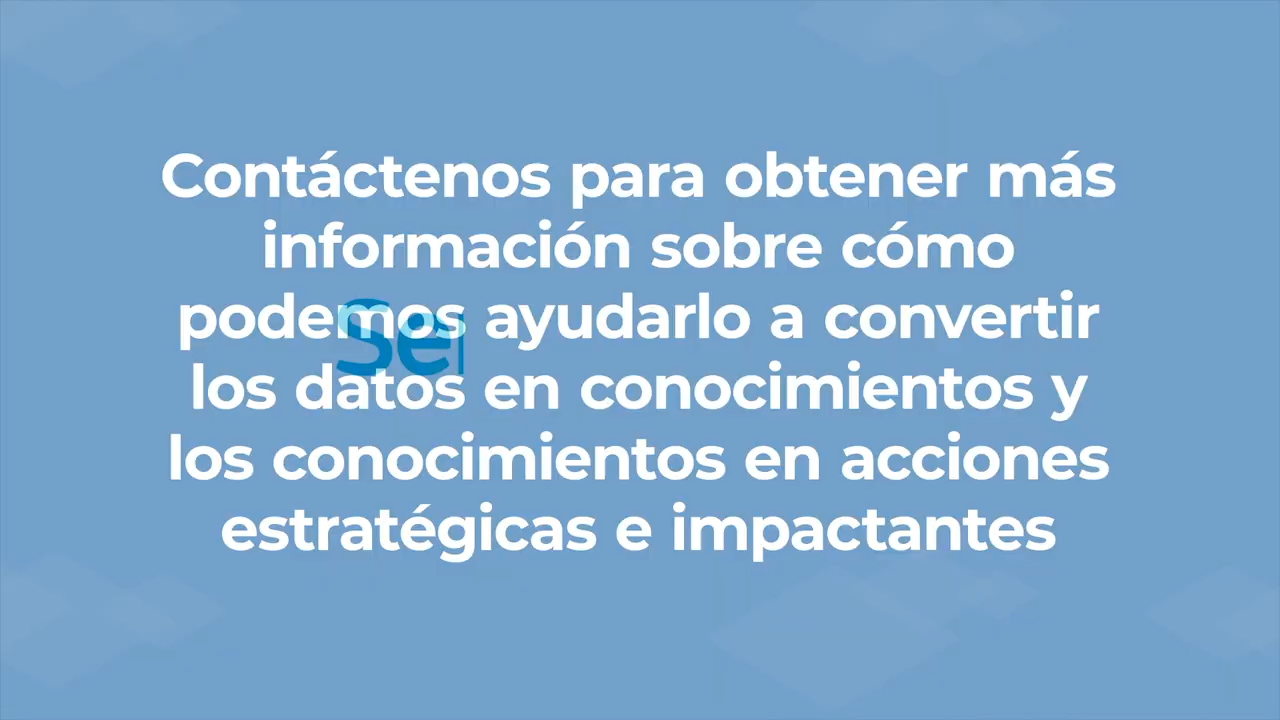 Contáctenos para obtener más
información sobre cómo
podemos ayudarlo a convertir
los datos en conocimientos y
los conocimientos en acciones
estratégicas e impactantes